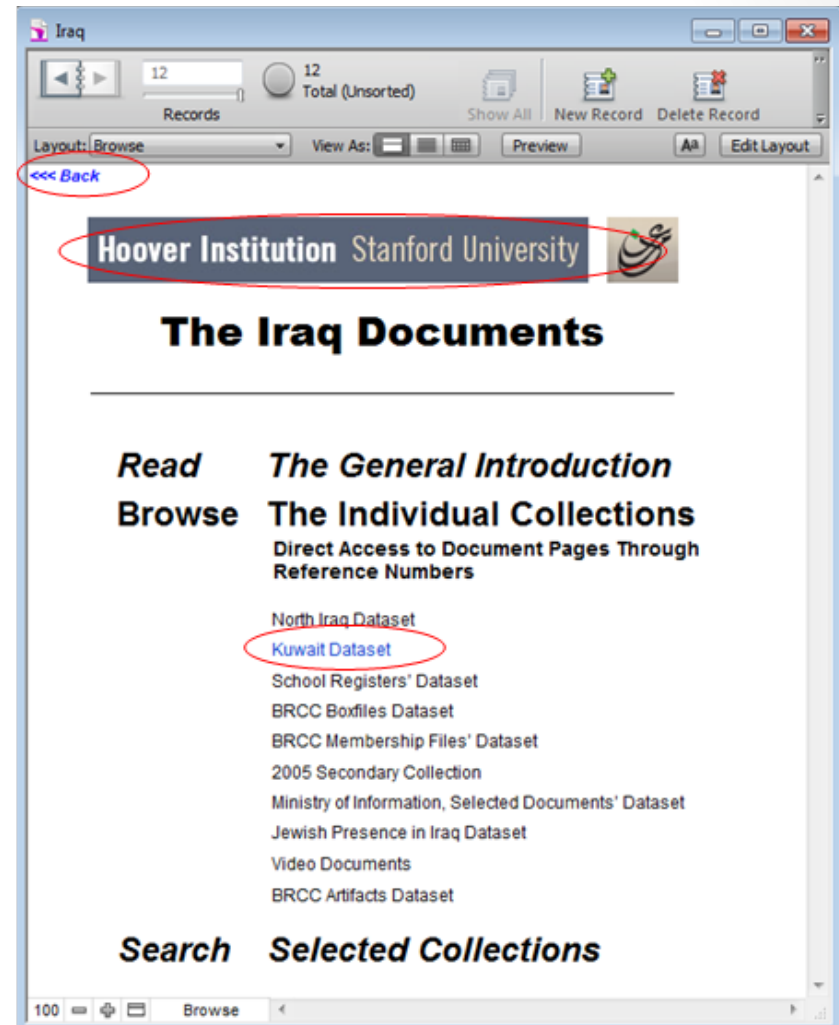 Iraq
12
12
Total (Unsorted)
Records
Show All
New Record
Delete Record
Layout: Browse
View As:
Preview
Aa
Edit Layout
<<< Back
Hoover Institution Stanford University
The Iraq Documents
Read The General Introduction
Browse The Individual Collections
Direct Access to Document Pages Through
Reference Numbers
North Iraq Dataset
Kuwait Dataset
School Registers' Dataset
BRCC Boxfiles Dataset
BRCC Membership Files' Dataset
2005 Secondary Collection
Ministry of Information, Selected Documents' Dataset
Jewish Presence in Iraq Dataset
Video Documents
BRCC Artifacts Dataset
Search Selected Collections
100
Browse